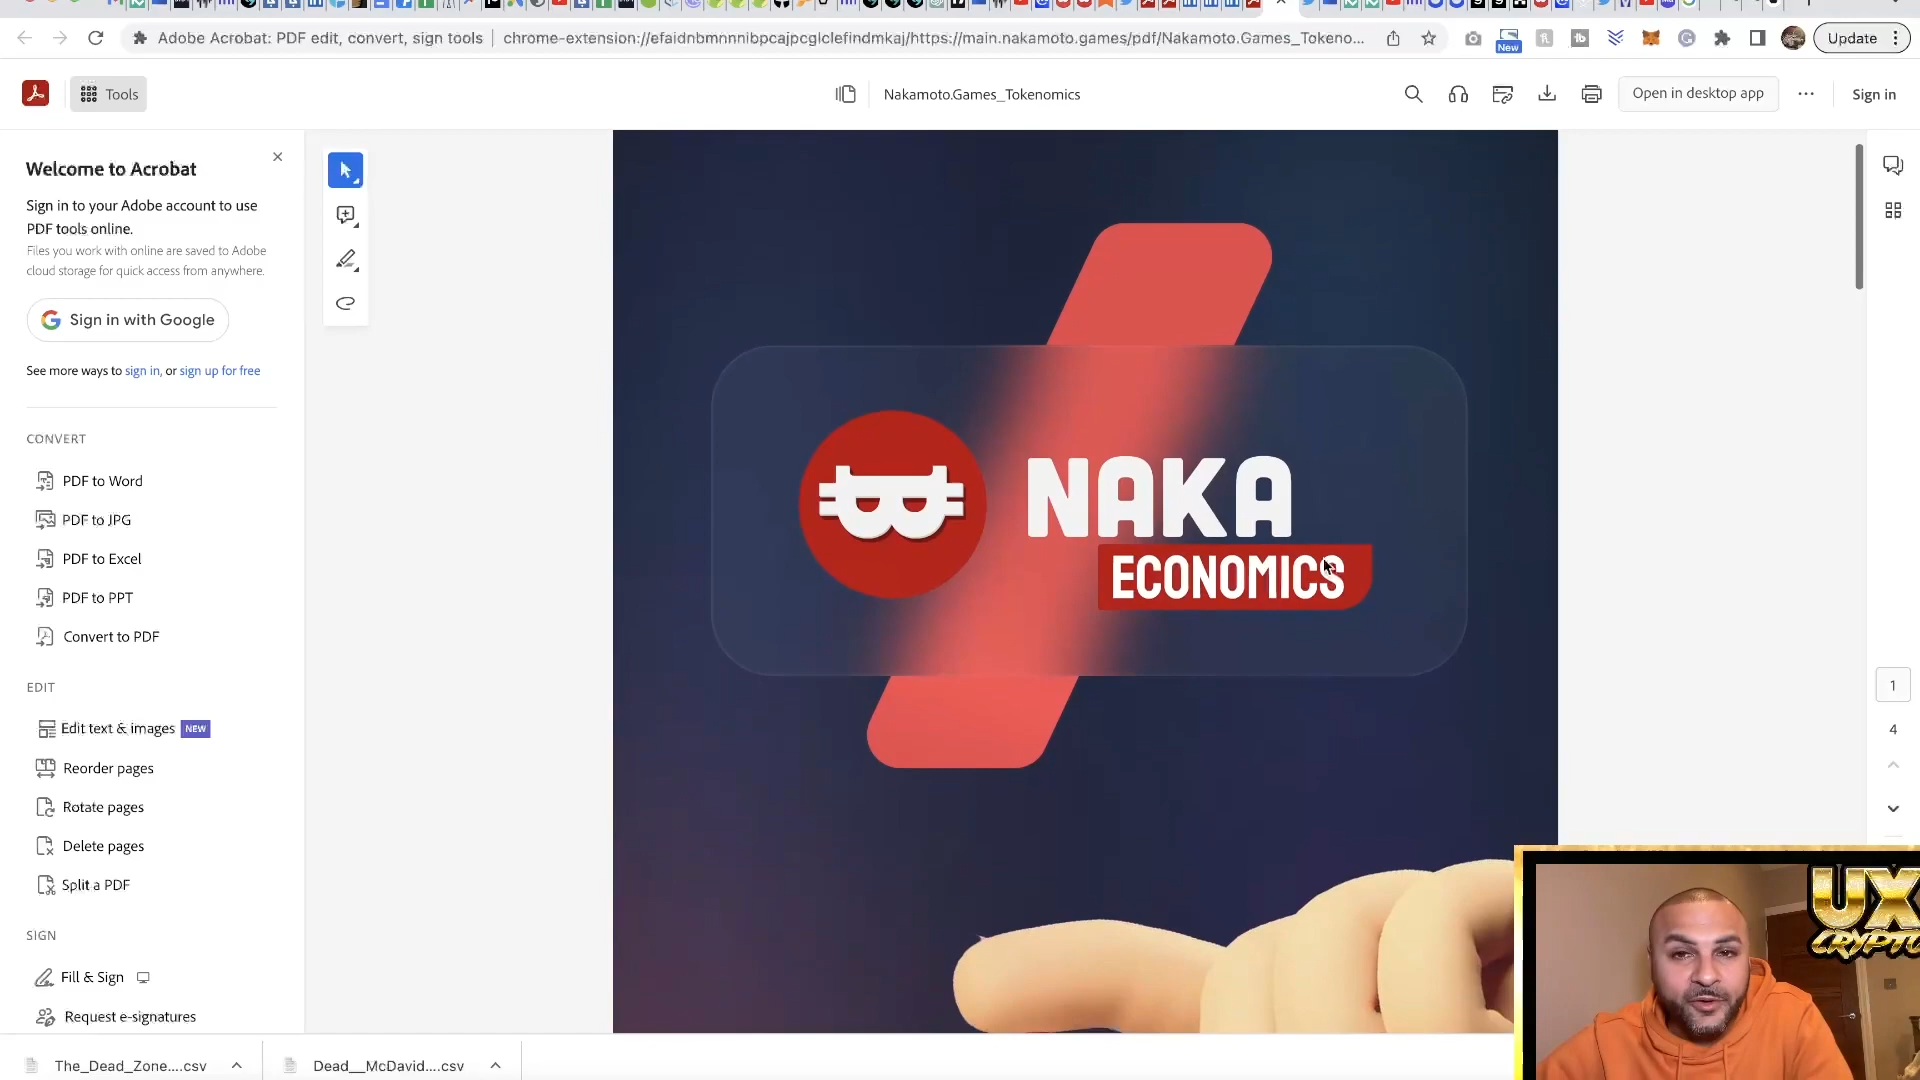 Adobe Acrobat: PDF edit, convert, sign tools
chrome-extension://efaidnbmnnnibpcajpcglclefindmkaj/https://main.nakamoto.games/pdf/Nakamoto.Games_Tokeno...
New
Update
Tools
Nakamoto.Games_Tokenomics
Open in desktop app
Sign in
Welcome to Acrobat
Sign in to your Adobe account to use
PDF tools online.
Files you work with online are saved to Adobe
cloud storage for quick access from anywhere.
Sign in with Google
See more ways to sign in, or sign up for free
CONVERT
PDF to Word
PDF to JPG
PDF to Excel
PDF to PPT
Convert to PDF
EDIT
Edit text & images NEW
Reorder pages
Rotate pages
Delete pages
Split a PDF
SIGN
Fill & Sign
Request e-signatures
NAKA
ECONOMICS
1
4
UX
CRYPTO
The_Dead_Zone....csv
Dead__McDavid....csv